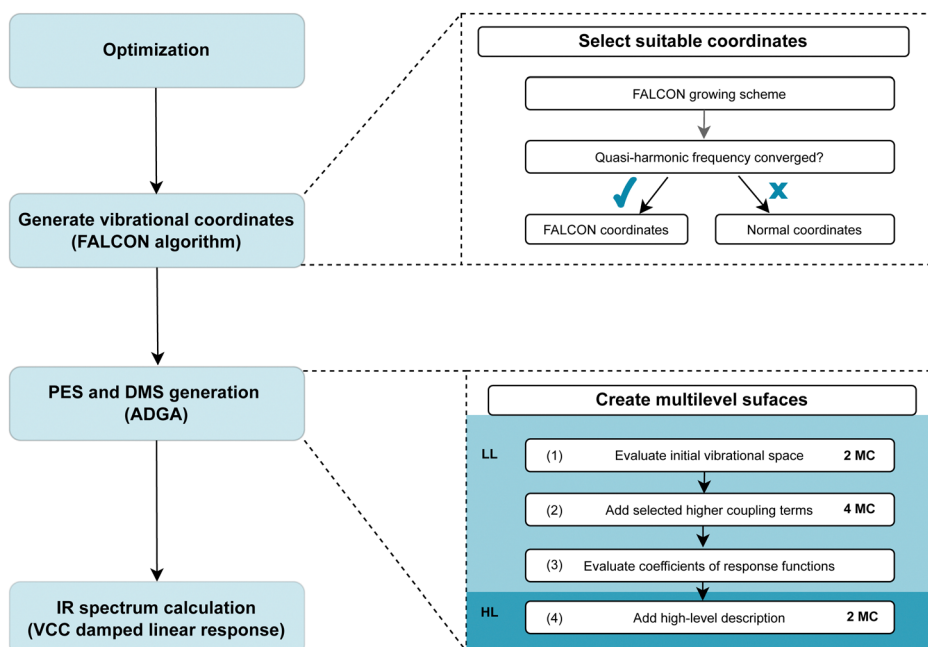 Optimization
Generate vibrational coordinates
(FALCON algorithm)
PES and DMS generation
(ADGA)
IR spectrum calculation
(VCC damped linear response)
Select suitable coordinates
FALCON growing scheme
Quasi-harmonic frequency converged?
FALCON coordinates
Normal coordinates
Create multilevel sufaces
LL
(1) Evaluate initial vibrational space 2 MC
(2) Add selected higher coupling terms 4 MC
(3) Evaluate coefficients of response functions
HL
(4) Add high-level description 2 MC